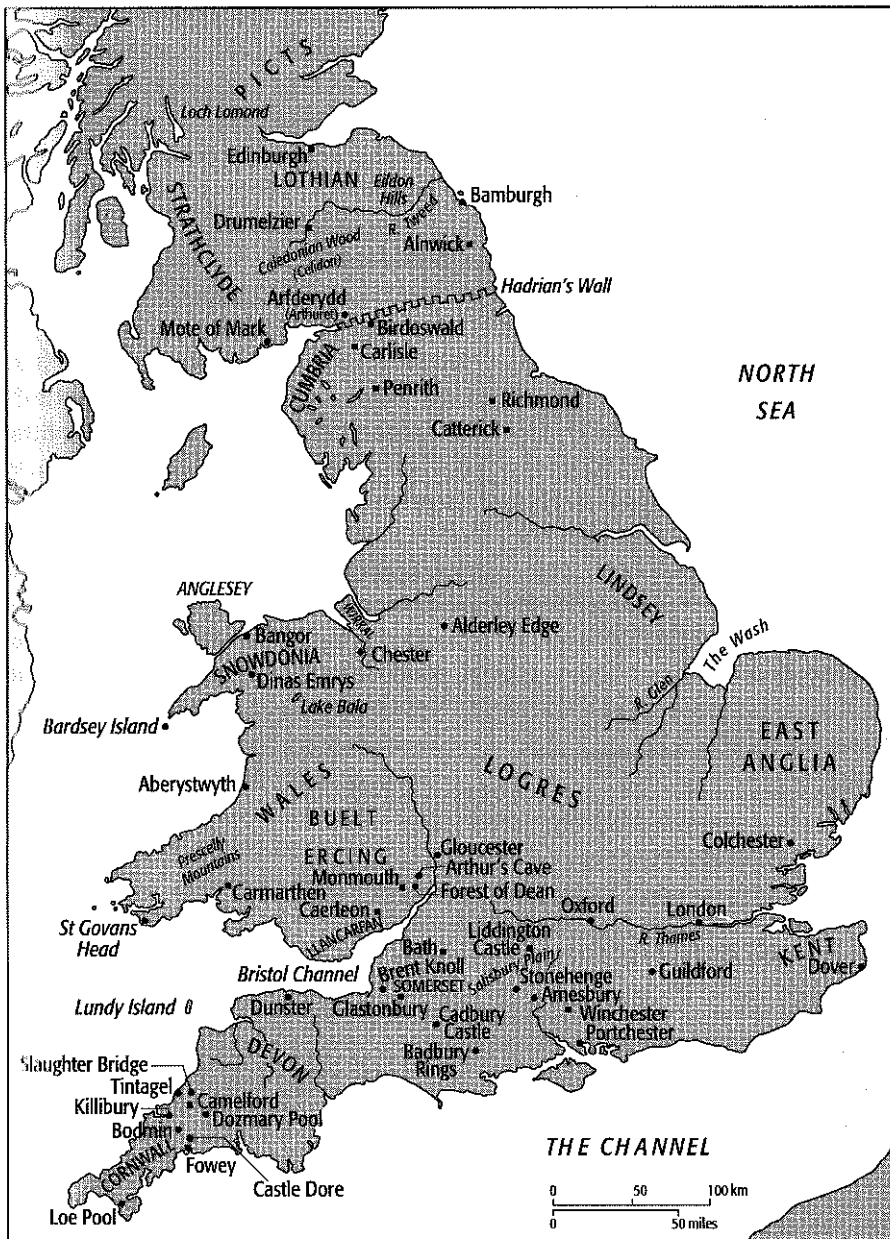 PICTS
Loch Lomond
Edinburgh
LOTHIAN
Eildon
Hills
Bamburgh
STRATHCLYDE
Drumelzier
R. Tweed
Alnwick
Caledonian Wood
(Celidon)
Hadrian's Wall
Arfderydd
(Arthuret)
Mote of Mark
Birdoswald
Carlisle
CUMBRIA
Penrith
Richmond
Catterick
NORTH
SEA
ANGLESEY
LINDSEY
WIRRAL
Alderley Edge
Bangor
Chester
The Wash
SNOWDONIA
Dinas Emrys
R. Glen
Lake Bala
Bardsey Island
EAST
ANGLIA
LOGRES
Aberystwyth
WALES
BUELT
Colchester
Gloucester
ERCING
Arthur's Cave
Prescelly
Mountains
Monmouth
Forest of Dean
Carmarthen
Caerleon
Oxford
London
St Govans
Head
LLANCARFAN
Liddington
Castle
R. Thames
KENT
Bath
Dover
Bristol Channel
Brent Knoll
Salisbury Plain
Guildford
SOMERSET
Stonehenge
Lundy Island
Dunster
Glastonbury
Amesbury
Winchester
Cadbury
Castle
Portchester
DEVON
Badbury
Rings
Slaughter Bridge
Tintagel
Camelford
Killibury
Dozmary Pool
Bodmin
CORNWALL
THE CHANNEL
Fowey
Castle Dore
Loe Pool
0 50 100 km
0 50 miles